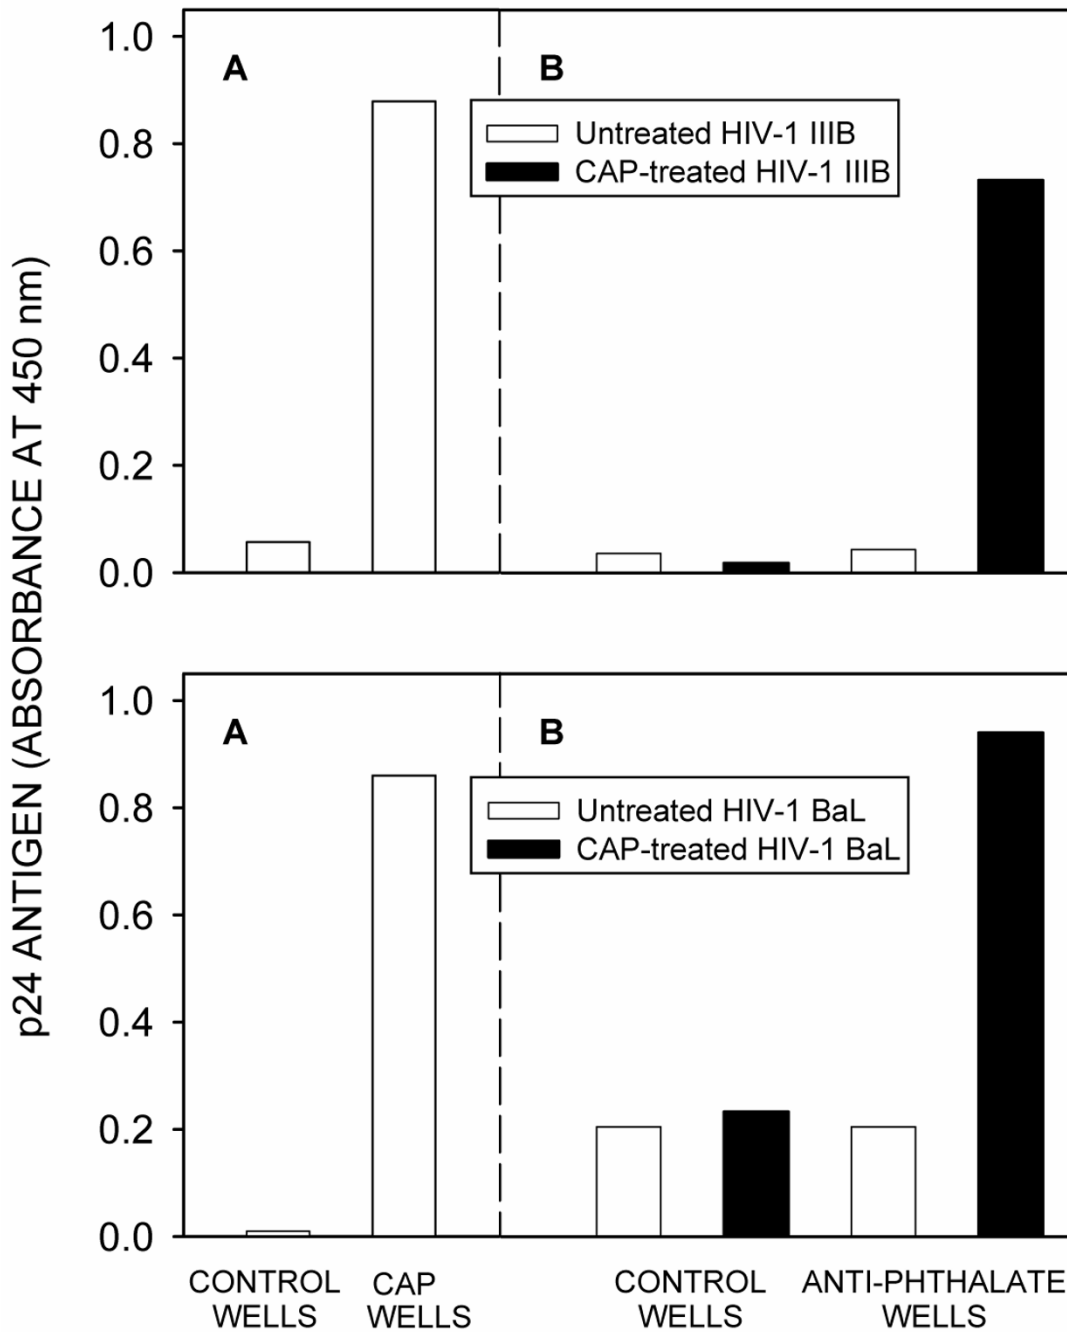 p24 ANTIGEN (ABSORBANCE AT 450 nm)
1.0
0.8
0.6
0.4
0.2
0.0
A
B
Untreated HIV-1 IIIB
CAP-treated HIV-1 IIIB
1.0
0.8
0.6
0.4
0.2
0.0
A
B
Untreated HIV-1 BaL
CAP-treated HIV-1 BaL
CONTROL
WELLS
CAP
WELLS
CONTROL
WELLS
ANTI-PHTHALATE
WELLS